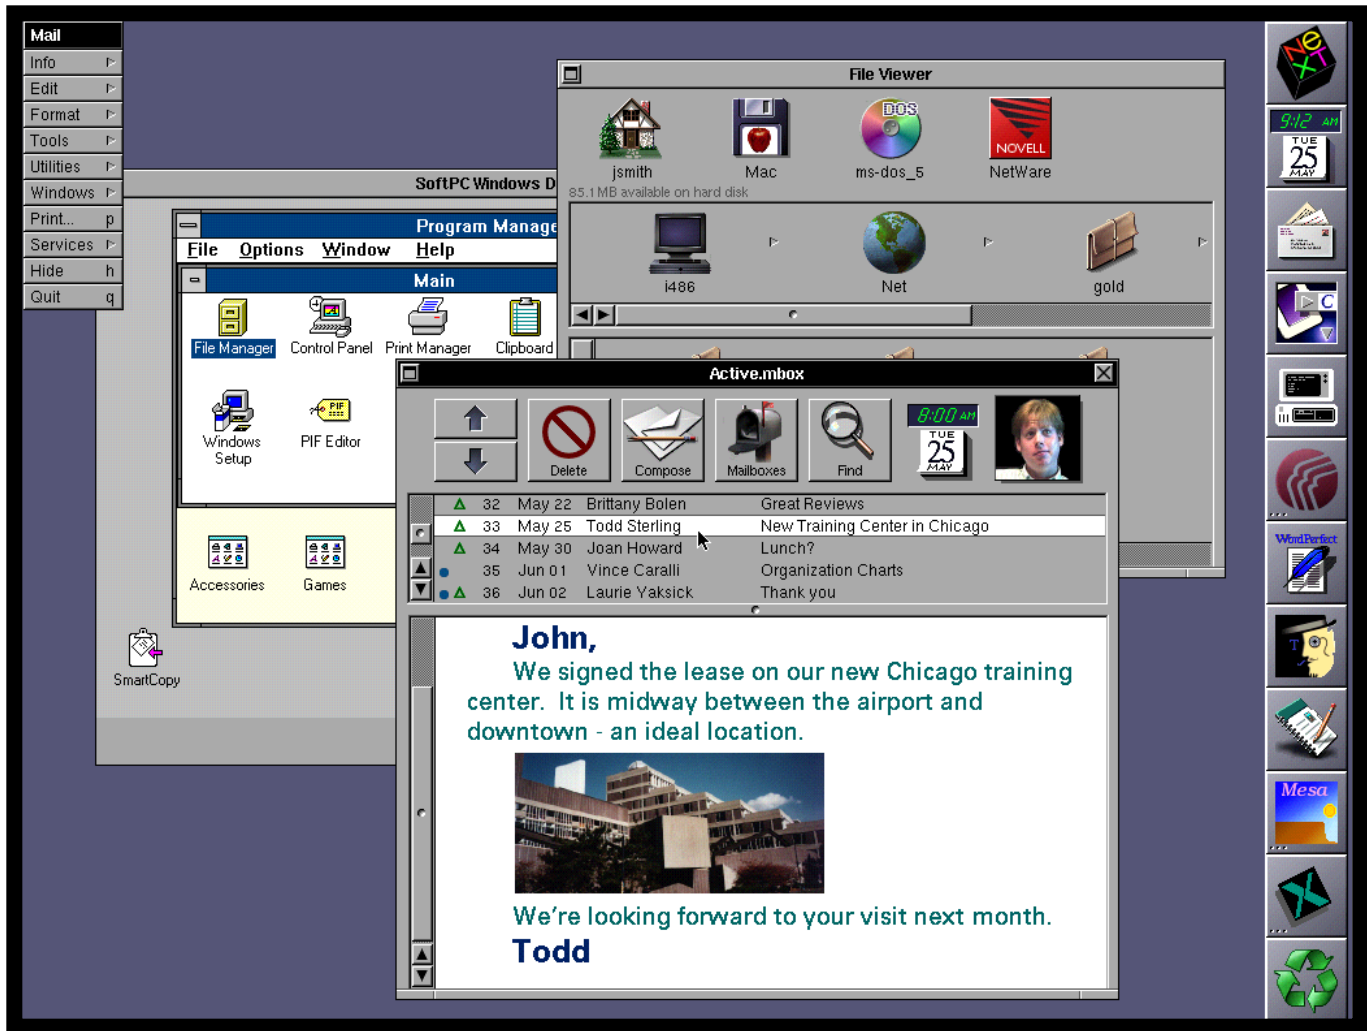 Mail
Info
Edit
Format
Tools
Utilities
Windows
Print... p
Services
Hide h
Quit q
File Viewer
jsmith
Mac
DOS
ms-dos_5
NOVELL
NetWare
85.1MB available on hard disk
i486
Net
gold
SoftPC Windows D
Program Manage
File Options Window Help
Main
File Manager
Control Panel
Print Manager
Clipboard
Windows Setup
PIF
PIF Editor
Accessories
Games
SmartCopy
Active.mbox
Delete
Compose
Mailboxes
Find
8:00 AM
TUE
25
MAY
32 May 22 Brittany Bolen Great Reviews
33 May 25 Todd Sterling New Training Center in Chicago
34 May 30 Joan Howard Lunch?
35 Jun 01 Vince Caralli Organization Charts
36 Jun 02 Laurie Yaksick Thank you
John,
We signed the lease on our new Chicago training
center. It is midway between the airport and
downtown - an ideal location.
We're looking forward to your visit next month.
Todd
NeXT
9:12 AM
TUE
25
MAY
C
WordPerfect
T
Mesa
...